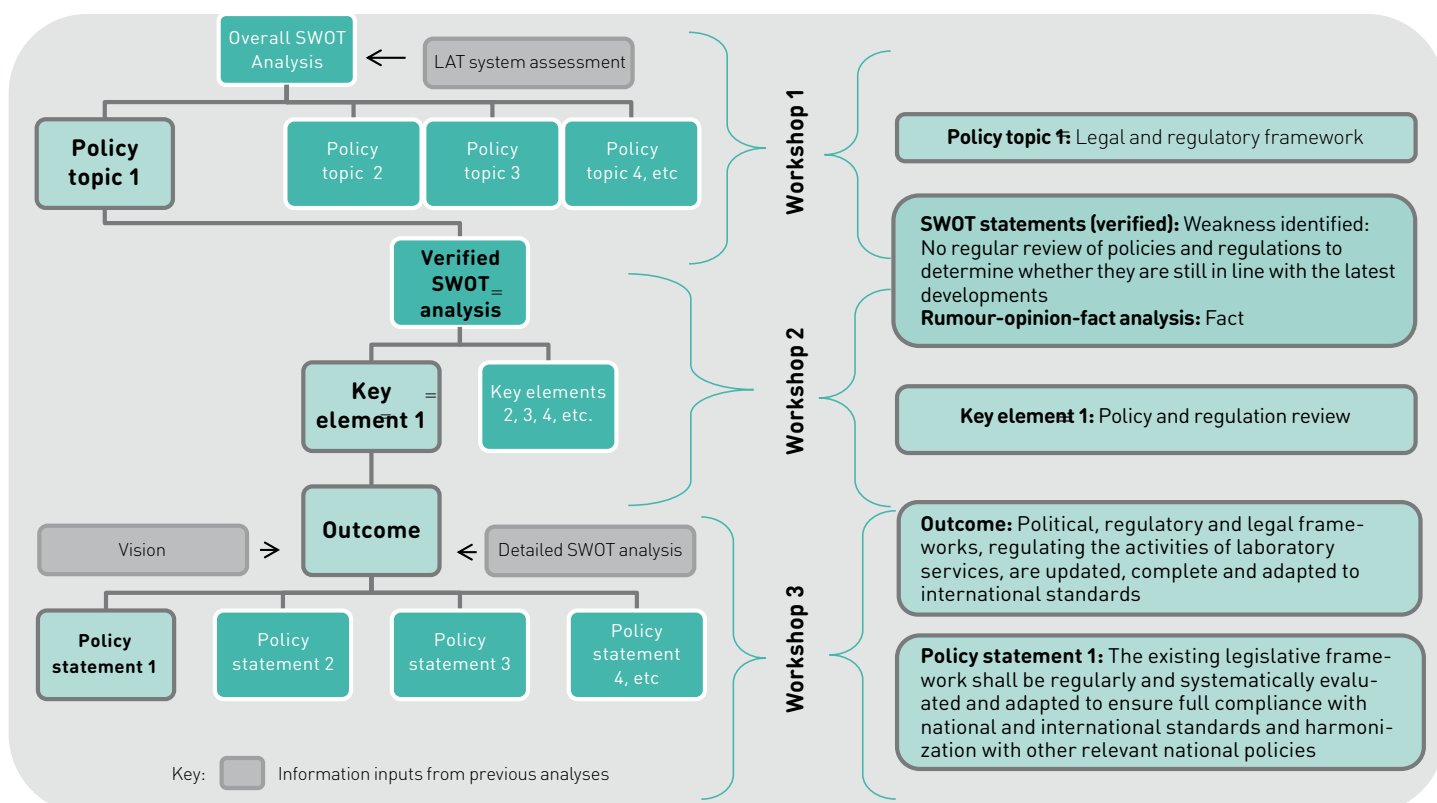 Overall SWOT
Analysis
LAT system assessment
Policy
topic 1
Policy
topic 2
Policy
topic 3
Policy
topic 4, etc
Verified
SWOT
analysis
Key
element 1
Key elements
2, 3, 4, etc.
Outcome
Vision
Detailed SWOT analysis
Policy
statement 1
Policy
statement 2
Policy
statement 3
Policy
statement
4, etc
Key:
Information inputs from previous analyses
Workshop 1
Workshop 2
Workshop 3
Policy topic 1: Legal and regulatory framework
SWOT statements (verified): Weakness identified:
No regular review of policies and regulations to
determine whether they are still in line with the latest
developments
Rumour-opinion-fact analysis: Fact
Key element 1: Policy and regulation review
Outcome: Political, regulatory and legal frame-
works, regulating the activities of laboratory
services, are updated, complete and adapted to
international standards
Policy statement 1: The existing legislative frame-
work shall be regularly and systematically evalu-
ated and adapted to ensure full compliance with
national and international standards and harmoni-
zation with other relevant national policies